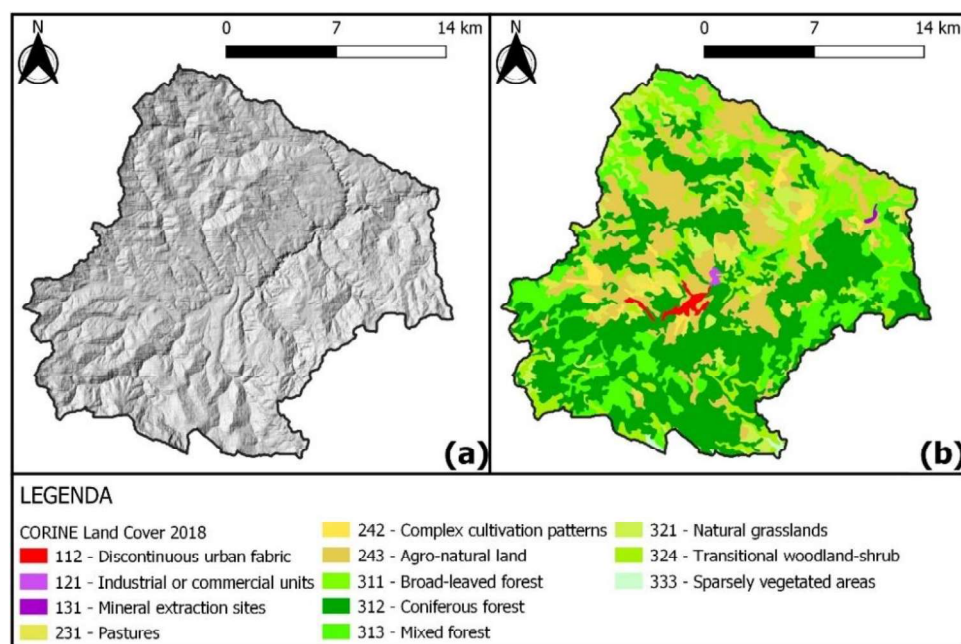 N
0 7 14 km
(a)
N
0 7 14 km
(b)
LEGENDA
CORINE Land Cover 2018
112 - Discontinuous urban fabric
121 - Industrial or commercial units
131 - Mineral extraction sites
231 - Pastures
242 - Complex cultivation patterns
243 - Agro-natural land
311 - Broad-leaved forest
312 - Coniferous forest
313 - Mixed forest
321 - Natural grasslands
324 - Transitional woodland-shrub
333 - Sparsely vegetated areas